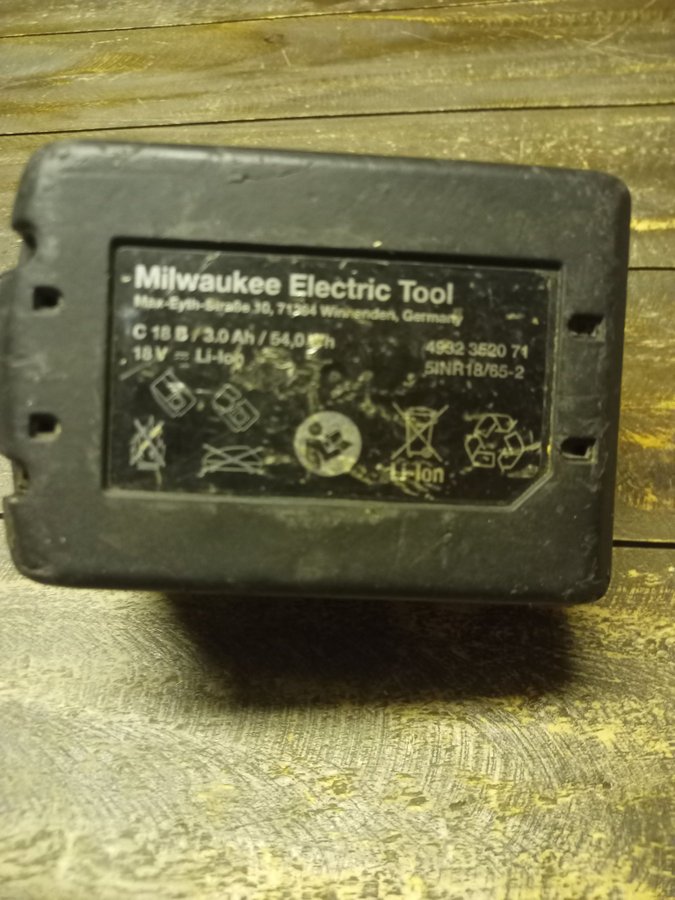 Milwaukee Electric Tool
Max-Eyth-Straße 10, 71364 Winnenden, Germany
C 18 B / 3.0 Ah / 54,0 Wh
18 V ⎓ Li-Ion
4932 3520 71
5INR18/65-2
Li-Ion